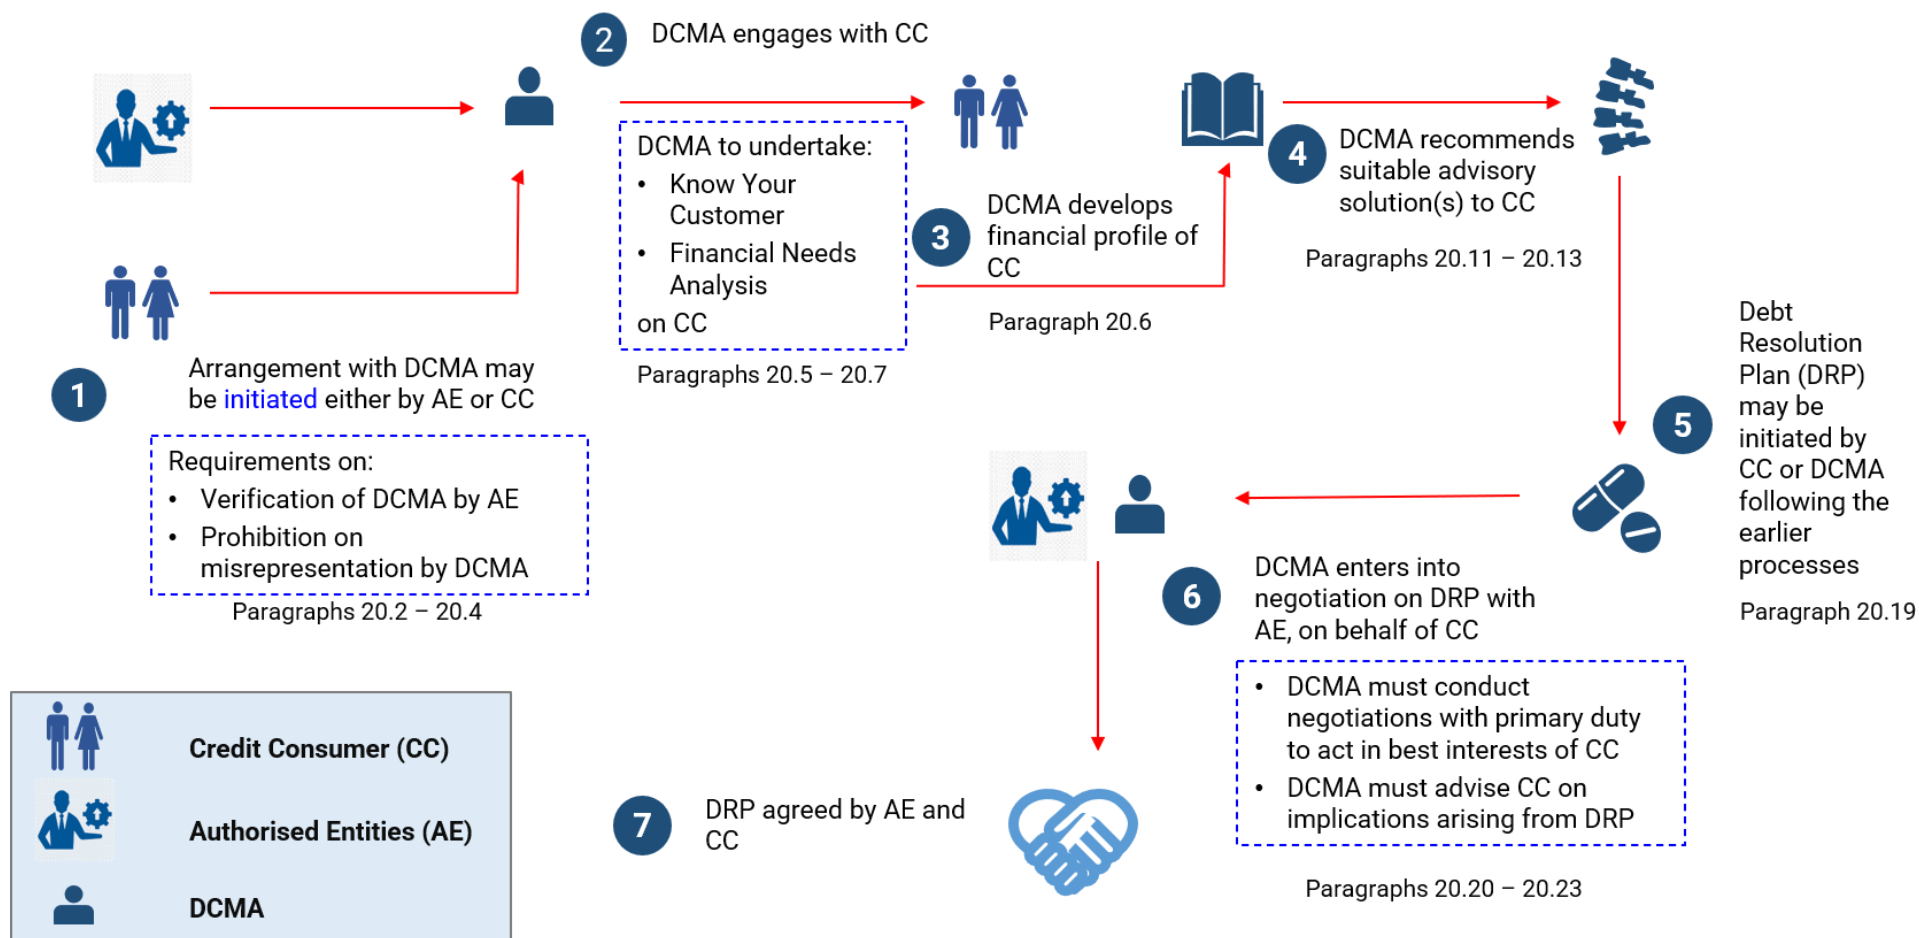 1
Arrangement with DCMA may
be initiated either by AE or CC
Requirements on:
• Verification of DCMA by AE
• Prohibition on
misrepresentation by DCMA
Paragraphs 20.2 – 20.4
2
DCMA engages with CC
DCMA to undertake:
• Know Your
Customer
• Financial Needs
Analysis
on CC
Paragraphs 20.5 – 20.7
3
DCMA develops
financial profile of
CC
Paragraph 20.6
4
DCMA recommends
suitable advisory
solution(s) to CC
Paragraphs 20.11 – 20.13
5
Debt
Resolution
Plan (DRP)
may be
initiated by
CC or DCMA
following the
earlier
processes
Paragraph 20.19
6
DCMA enters into
negotiation on DRP with
AE, on behalf of CC
• DCMA must conduct
negotiations with primary duty
to act in best interests of CC
• DCMA must advise CC on
implications arising from DRP
Paragraphs 20.20 – 20.23
7
DRP agreed by AE and
CC
Credit Consumer (CC)
Authorised Entities (AE)
DCMA